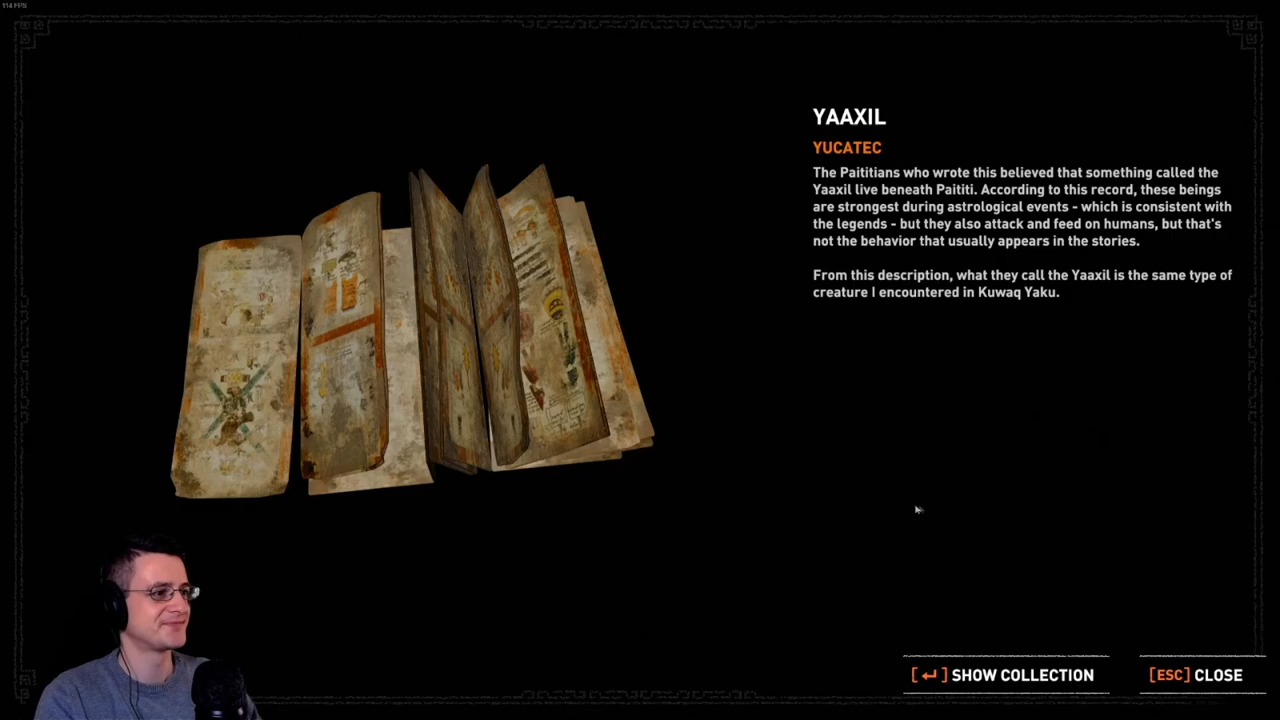 114 FPS
YAAXIL
YUCATEC
The Paititians who wrote this believed that something called the
Yaaxil live beneath Paititi. According to this record, these beings
are strongest during astrological events - which is consistent with
the legends - but they also attack and feed on humans, but that's
not the behavior that usually appears in the stories.
From this description, what they call the Yaaxil is the same type of
creature I encountered in Kuwaq Yaku.
[↵] SHOW COLLECTION
[ESC] CLOSE